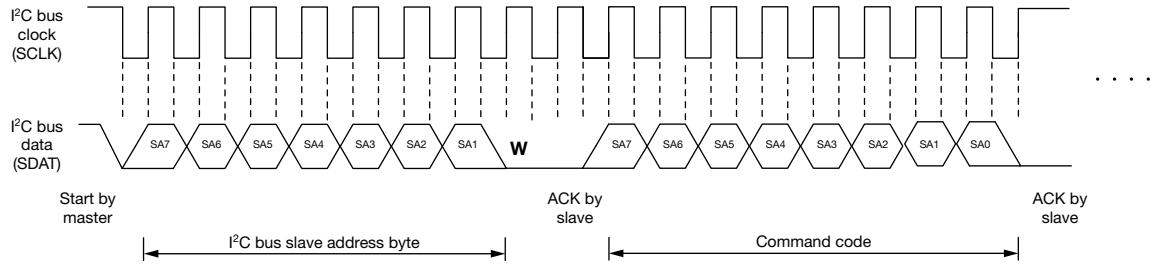 I²C bus
clock
(SCLK)
. . . .
I²C bus
data
(SDAT)
SA7 SA6 SA5 SA4 SA3 SA2 SA1 W SA7 SA6 SA5 SA4 SA3 SA2 SA1 SA0
Start by
master
ACK by
slave
ACK by
slave
I²C bus slave address byte
Command code